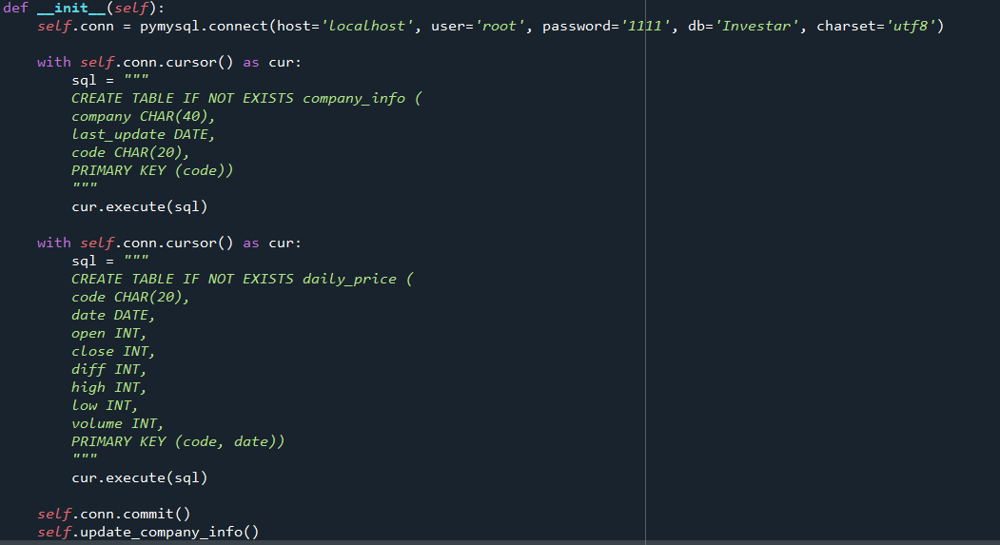 def __init__(self):
    self.conn = pymysql.connect(host='localhost', user='root', password='1111', db='Investar', charset='utf8')

    with self.conn.cursor() as cur:
        sql = """
        CREATE TABLE IF NOT EXISTS company_info (
        company CHAR(40),
        last_update DATE,
        code CHAR(20),
        PRIMARY KEY (code))
        """
        cur.execute(sql)

    with self.conn.cursor() as cur:
        sql = """
        CREATE TABLE IF NOT EXISTS daily_price (
        code CHAR(20),
        date DATE,
        open INT,
        close INT,
        diff INT,
        high INT,
        low INT,
        volume INT,
        PRIMARY KEY (code, date))
        """
        cur.execute(sql)

    self.conn.commit()
    self.update_company_info()